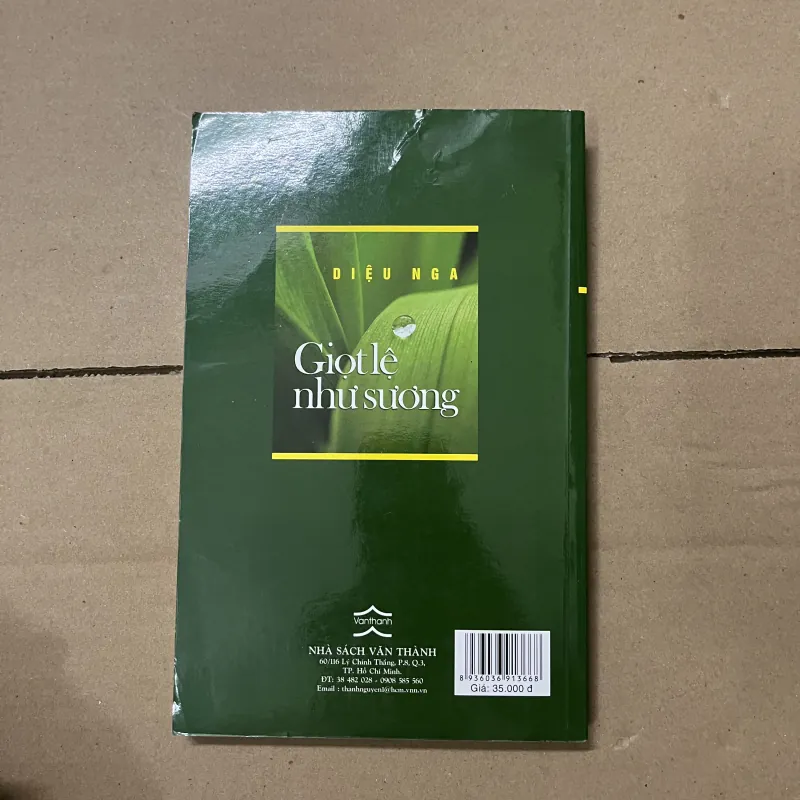 DIỆU NGA
Giọt lệ
như sương
Vanthanh
NHÀ SÁCH VĂN THÀNH
60/116 Lý Chính Thắng, P.8, Q.3,
TP. Hồ Chí Minh.
ĐT: 38 482 028 - 0908 585 560
Email : thanhnguyen1@hcm.vnn.vn
8 936036 913668
Giá: 35.000 đ